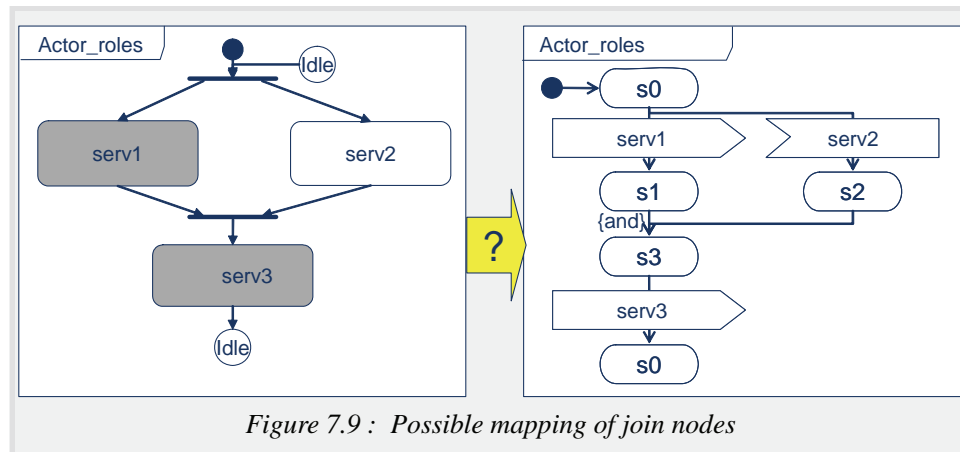 Actor_roles
Idle
serv1
serv2
serv3
Idle
?
Actor_roles
s0
serv1
serv2
s1
s2
{and}
s3
serv3
s0
Figure 7.9 : Possible mapping of join nodes